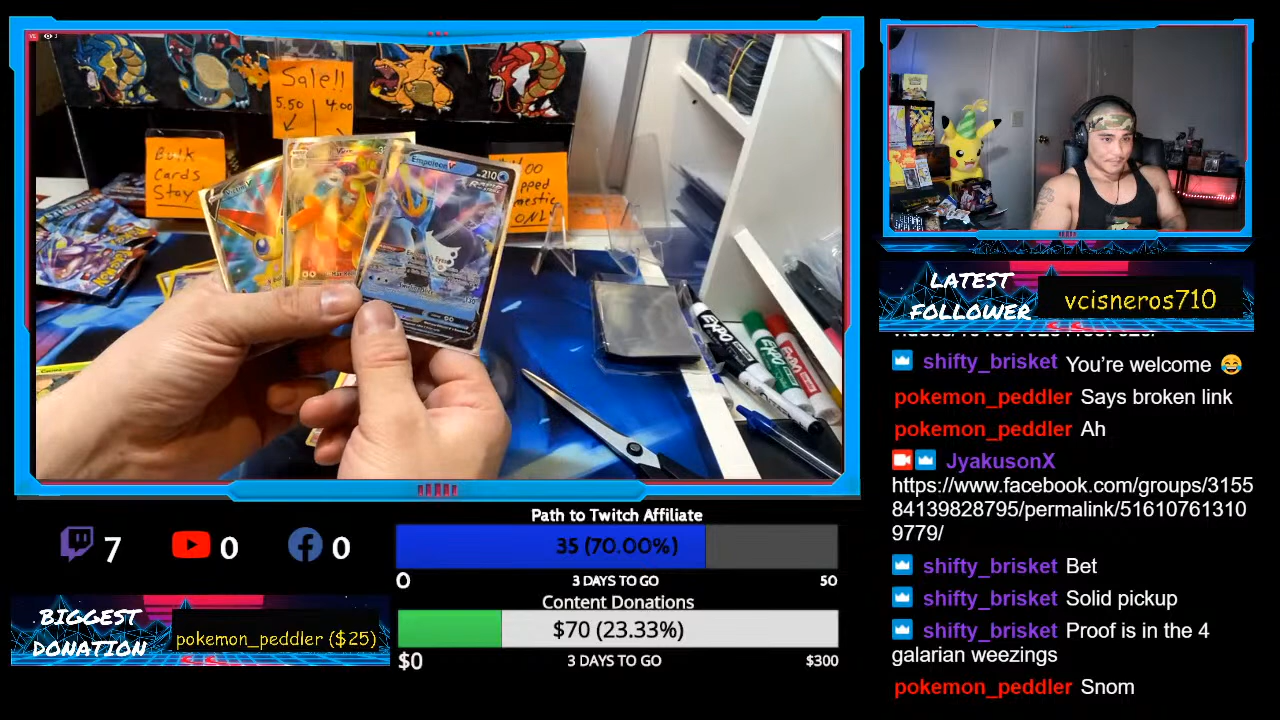 Sale!!
5.50 | 4.00
Bulk
Cards
Stay
ONLY
Empoleon V
210
EXPO
EXPO
LATEST
FOLLOWER
vcisneros710
shifty_brisket You're welcome 😂
pokemon_peddler Says broken link
pokemon_peddler Ah
JyakusonX
https://www.facebook.com/groups/3155
84139828795/permalink/51610761310
9779/
shifty_brisket Bet
shifty_brisket Solid pickup
shifty_brisket Proof is in the 4
galarian weezings
pokemon_peddler Snom
7
0
0
Path to Twitch Affiliate
35 (70.00%)
0
3 DAYS TO GO
50
Content Donations
$70 (23.33%)
$0
3 DAYS TO GO
$300
BIGGEST
DONATION
pokemon_peddler ($25)